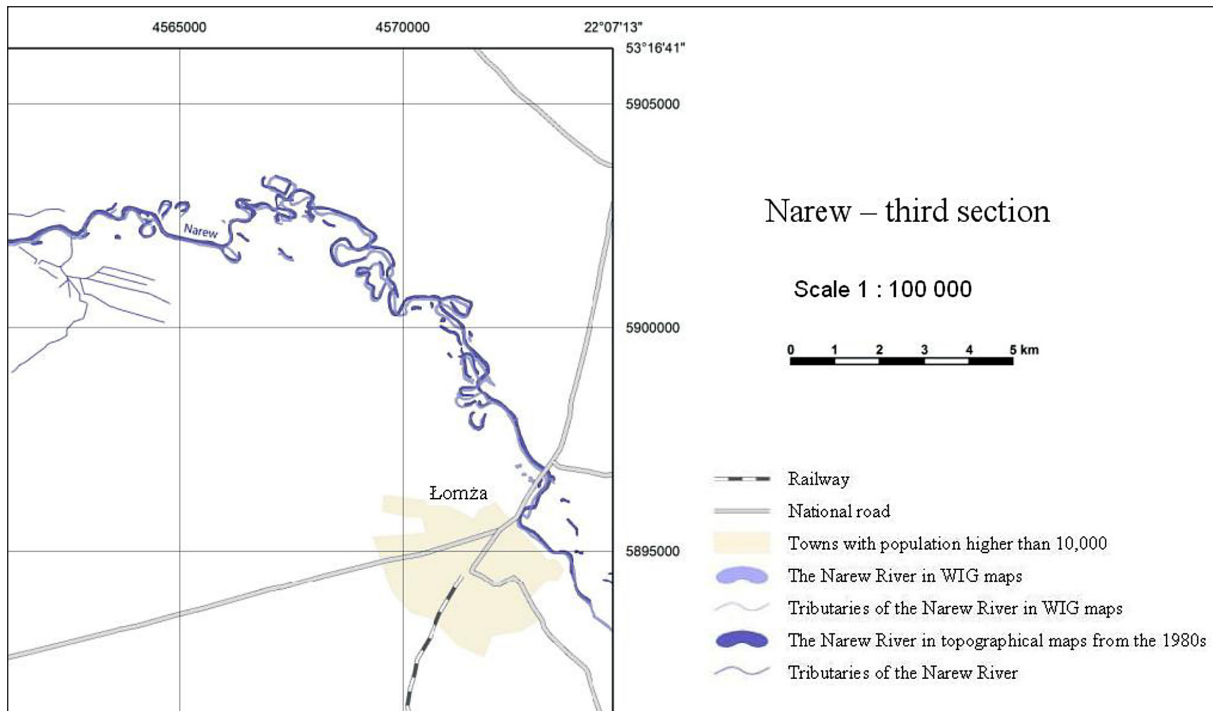 4565000 4570000 22°07'13"
53°16'41"
5905000
Narew
5900000
Łomża
5895000
Narew – third section
Scale 1 : 100 000
0 1 2 3 4 5 km
Railway
National road
Towns with population higher than 10,000
The Narew River in WIG maps
Tributaries of the Narew River in WIG maps
The Narew River in topographical maps from the 1980s
Tributaries of the Narew River